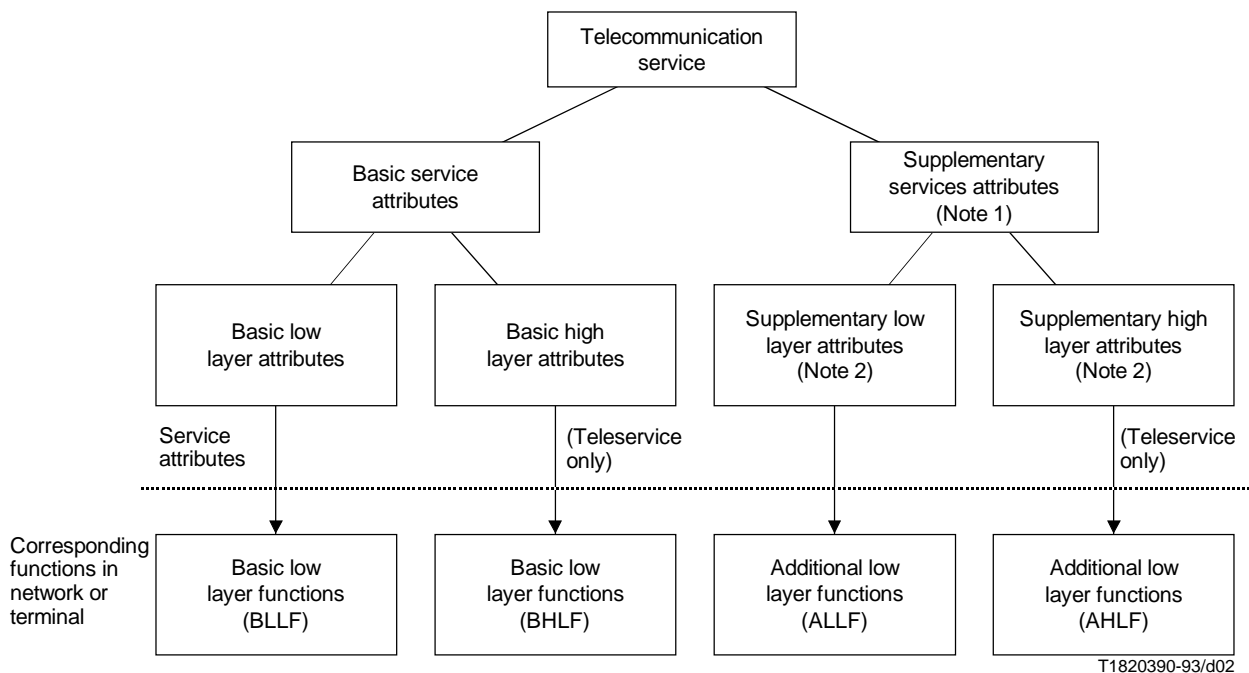 Telecommunication
service
Basic service
attributes
Supplementary
services attributes
(Note 1)
Basic low
layer attributes
Basic high
layer attributes
Supplementary low
layer attributes
(Note 2)
Supplementary high
layer attributes
(Note 2)
Service
attributes
(Teleservice
only)
(Teleservice
only)
Corresponding
functions in
network or
terminal
Basic low
layer functions
(BLLF)
Basic low
layer functions
(BHLF)
Additional low
layer functions
(ALLF)
Additional low
layer functions
(AHLF)
T1820390-93/d02